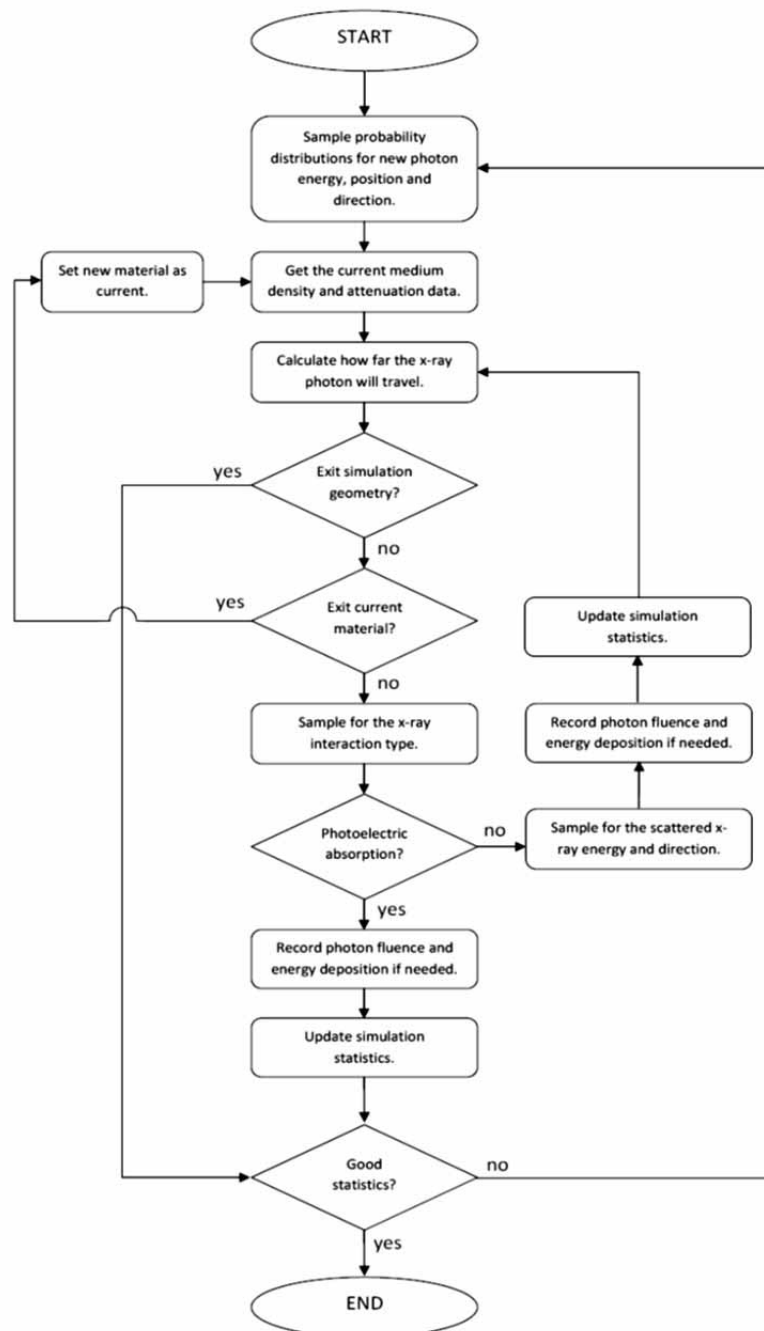 START
Sample probability
distributions for new photon
energy, position and
direction.
Set new material as
current.
Get the current medium
density and attenuation data.
Calculate how far the x-ray
photon will travel.
yes
Exit simulation
geometry?
no
yes
Exit current
material?
no
Update simulation
statistics.
Sample for the x-ray
interaction type.
Record photon fluence and
energy deposition if needed.
Photoelectric
absorption?
no
Sample for the scattered x-
ray energy and direction.
yes
Record photon fluence and
energy deposition if needed.
Update simulation
statistics.
Good
statistics?
no
yes
END